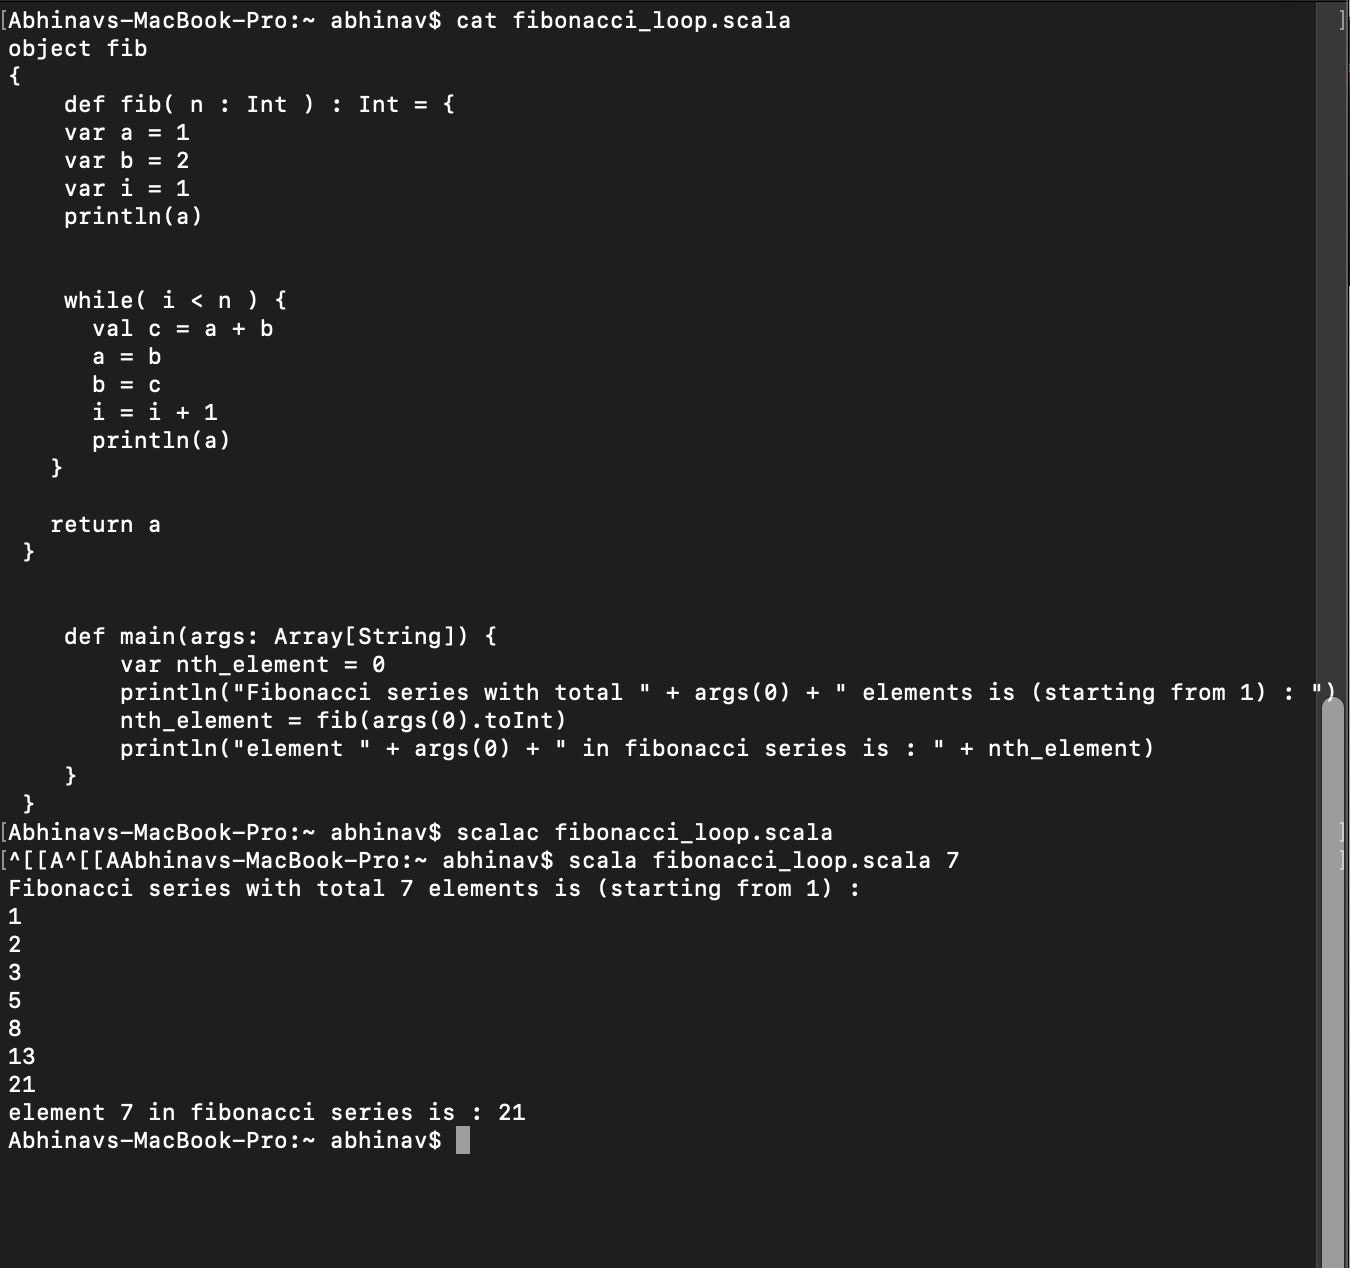 [Abhinavs-MacBook-Pro:~ abhinav$ cat fibonacci_loop.scala ]
object fib
{
    def fib( n : Int ) : Int = {
    var a = 1
    var b = 2
    var i = 1
    println(a)
    while( i < n ) {
      val c = a + b
      a = b
      b = c
      i = i + 1
      println(a)
   }
   return a
 }
    def main(args: Array[String]) {
        var nth_element = 0
        println("Fibonacci series with total " + args(0) + " elements is (starting from 1) : ")
        nth_element = fib(args(0).toInt)
        println("element " + args(0) + " in fibonacci series is : " + nth_element)
    }
 }
[Abhinavs-MacBook-Pro:~ abhinav$ scalac fibonacci_loop.scala ]
[^[[A^[[AAbhinavs-MacBook-Pro:~ abhinav$ scala fibonacci_loop.scala 7 ]
Fibonacci series with total 7 elements is (starting from 1) :
1
2
3
5
8
13
21
element 7 in fibonacci series is : 21
Abhinavs-MacBook-Pro:~ abhinav$